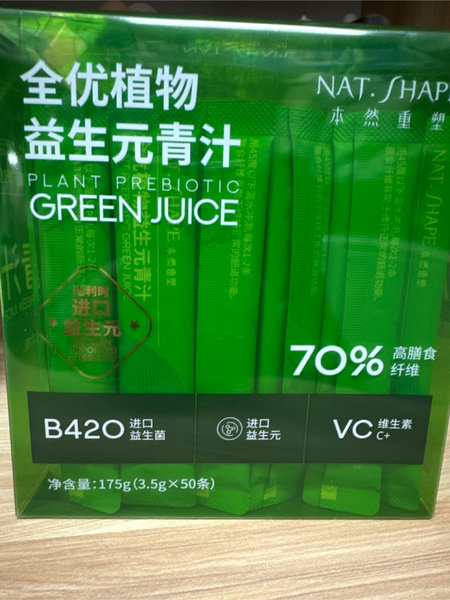 全优植物
益生元青汁
PLANT PREBIOTIC
GREEN JUICE
NAT. SHAPE
本然重塑
比利时
进口
益生元
70%
高膳食
纤维
B420
进口
益生菌
进口
益生元
VC
维生素
C+
净含量:175g(3.5g×50条)